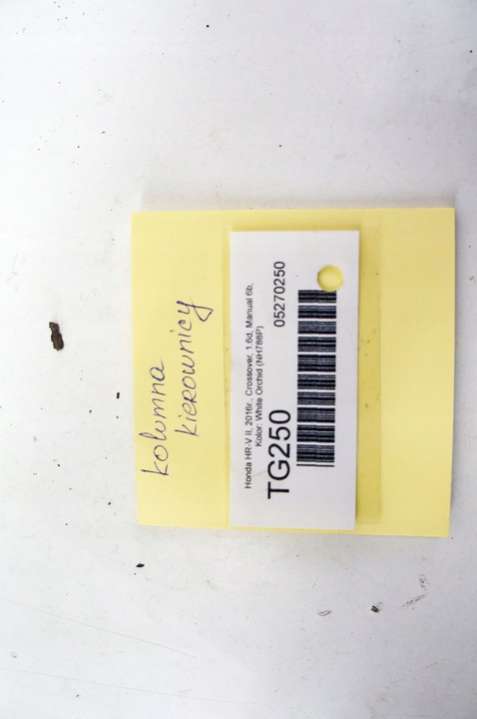 kolumna
kierownicy
Honda HR-V II, 2016r., Crossover, 1.6d, Manual 6b,
Kolor: White Orchid (NH788P)
TG250
05270250